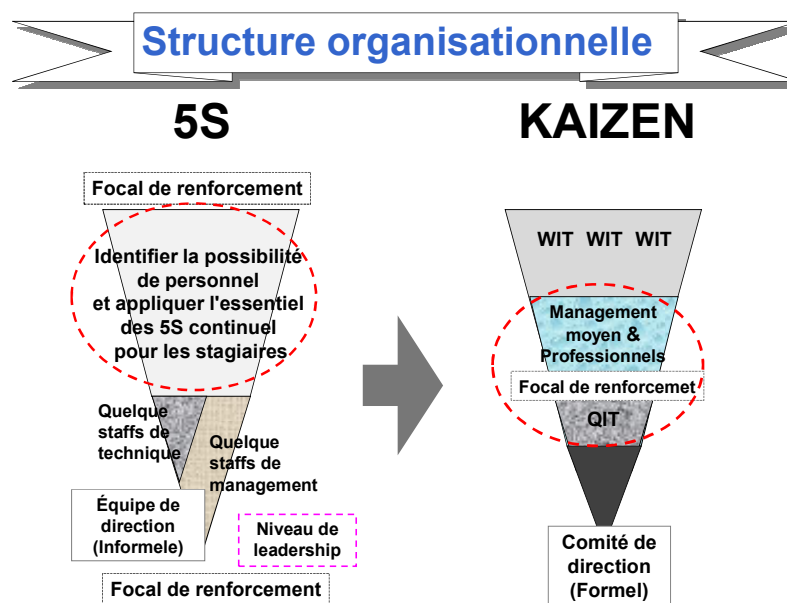 Structure organisationnelle
5S
KAIZEN
Focal de renforcement
Identifier la possibilité
de personnel
et appliquer l'essentiel
des 5S continuel
pour les stagiaires
Quelque
staffs de
technique
Quelque
staffs de
management
Équipe de
direction
(Informele)
Niveau de
leadership
Focal de renforcement
WIT WIT WIT
Management
moyen &
Professionnels
Focal de renforcemet
QIT
Comité de
direction
(Formel)